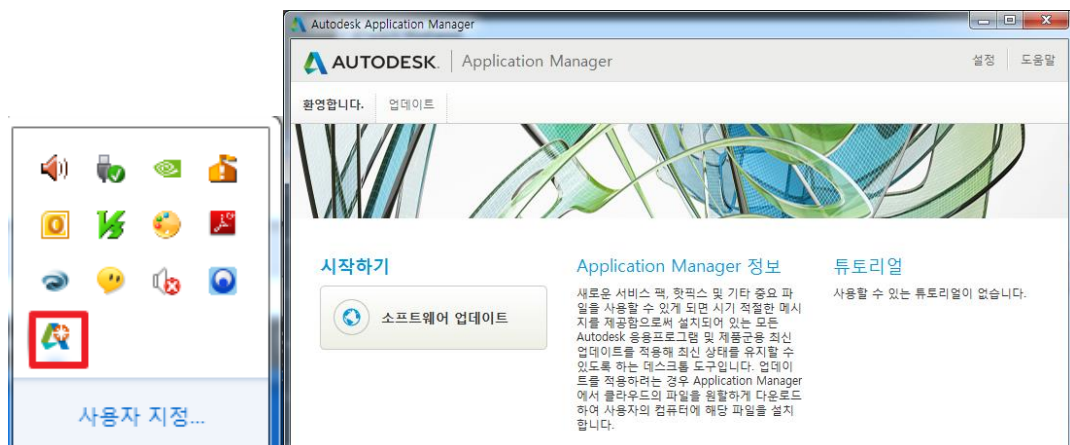 Autodesk Application Manager
AUTODESK. Application Manager
설정 도움말
환영합니다. 업데이트
시작하기
소프트웨어 업데이트
Application Manager 정보
새로운 서비스 팩, 핫픽스 및 기타 중요 파
일을 사용할 수 있게 되면 시기 적절한 메시
지를 제공함으로써 설치되어 있는 모든
Autodesk 응용프로그램 및 제품군용 최신
업데이트를 적용해 최신 상태를 유지할 수
있도록 하는 데스크톱 도구입니다. 업데이
트를 적용하려는 경우 Application Manager
에서 클라우드의 파일을 원활하게 다운로드
하여 사용자의 컴퓨터에 해당 파일을 설치
합니다.
튜토리얼
사용할 수 있는 튜토리얼이 없습니다.
사용자 지정...